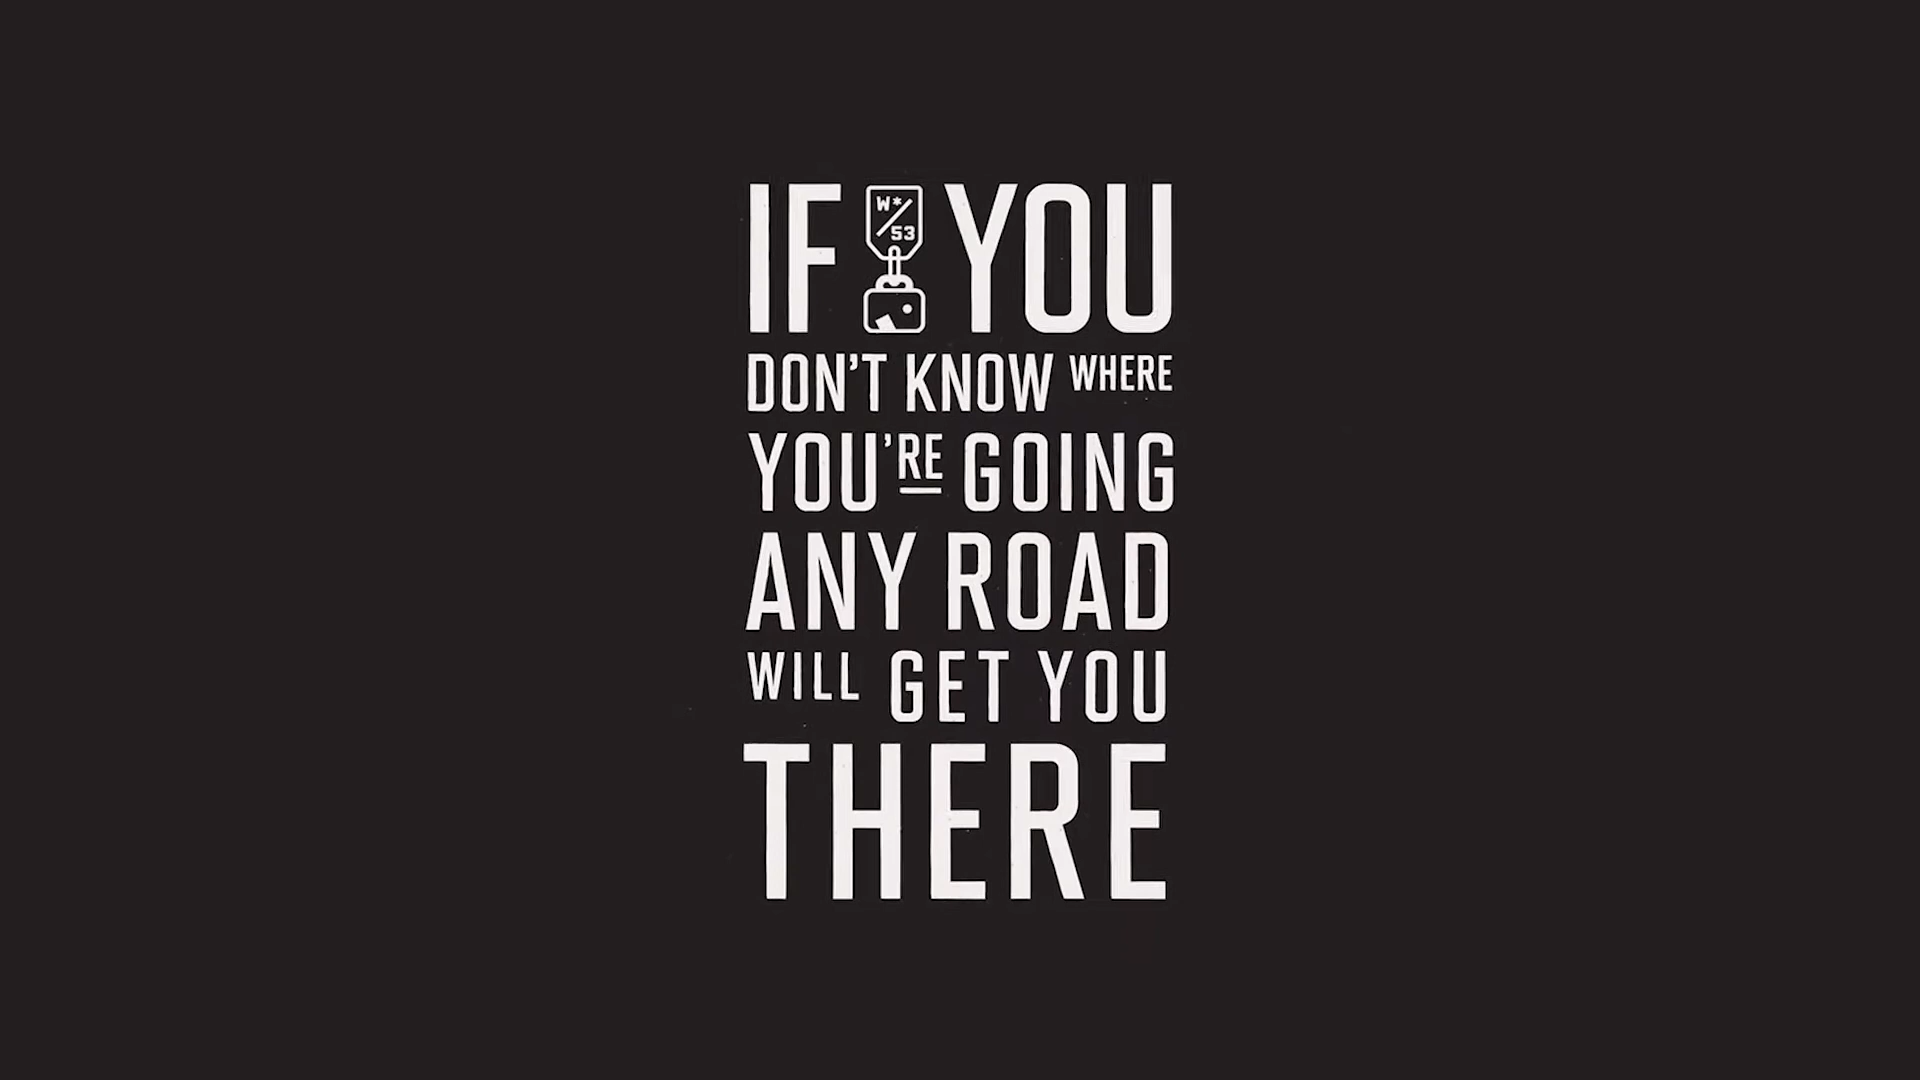 IF W*/53 YOU
DON'T KNOW WHERE
YOU'RE GOING
ANY ROAD
WILL GET YOU
THERE